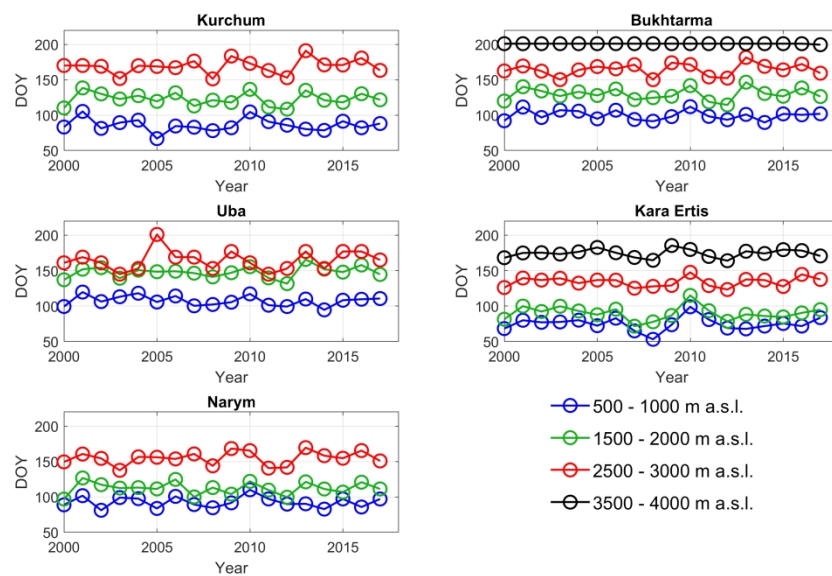 Kurchum
200
150
100
50
DOY
2000 2005 2010 2015
Year
Bukhtarma
200
150
100
50
DOY
2000 2005 2010 2015
Year
Uba
200
150
100
50
DOY
2000 2005 2010 2015
Year
Kara Ertis
200
150
100
50
DOY
2000 2005 2010 2015
Year
Narym
200
150
100
50
DOY
2000 2005 2010 2015
Year
500 - 1000 m a.s.l.
1500 - 2000 m a.s.l.
2500 - 3000 m a.s.l.
3500 - 4000 m a.s.l.